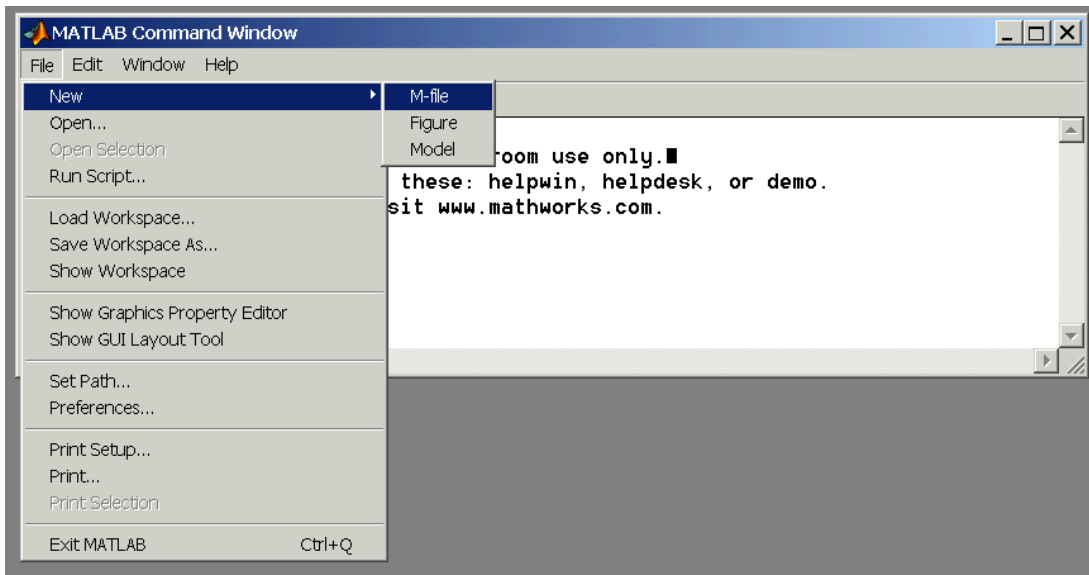 MATLAB Command Window
File Edit Window Help
New M-file
Open... Figure
Open Selection Model
Run Script...
Load Workspace...
Save Workspace As...
Show Workspace
Show Graphics Property Editor
Show GUI Layout Tool
Set Path...
Preferences...
Print Setup...
Print...
Print Selection
Exit MATLAB Ctrl+Q
room use only.
these: helpwin, helpdesk, or demo.
sit www.mathworks.com.